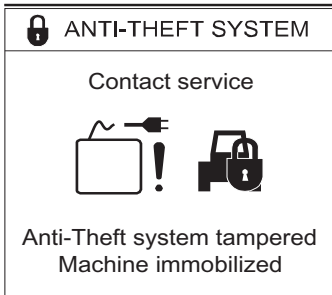 ANTI-THEFT SYSTEM
Contact service
Anti-Theft system tampered
Machine immobilized